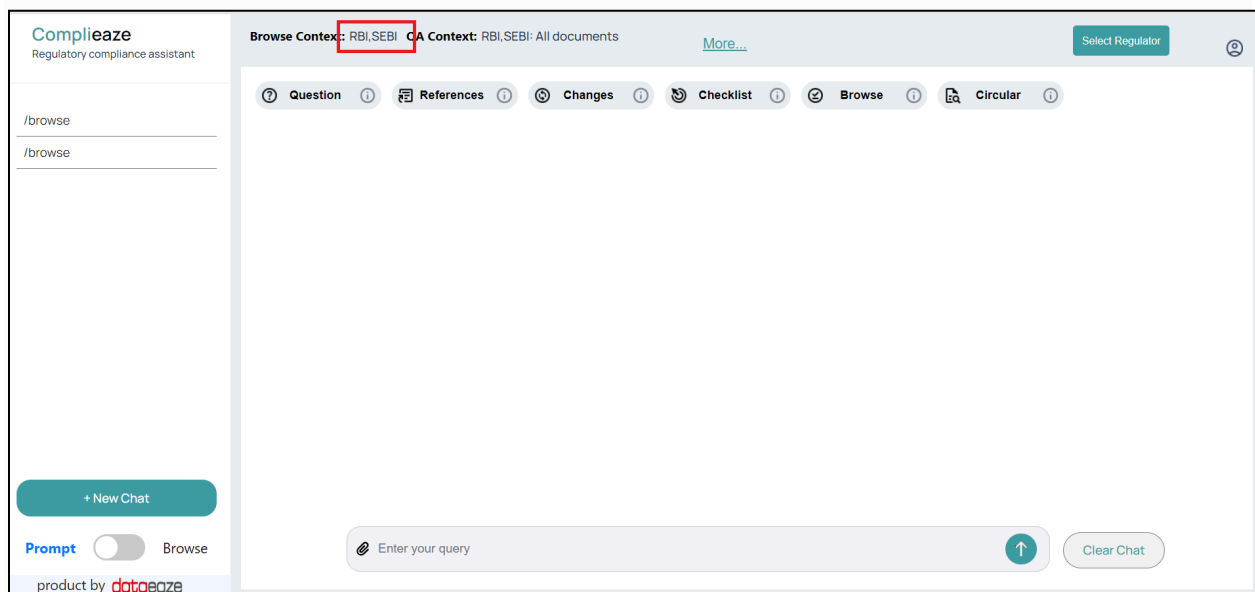 Complieaze
Regulatory compliance assistant
Browse Context: RBI,SEBI QA Context: RBI,SEBI: All documents
More...
Select Regulator
Question
References
Changes
Checklist
Browse
Circular
/browse
/browse
+ New Chat
Prompt
Browse
product by dataeaze
Enter your query
Clear Chat